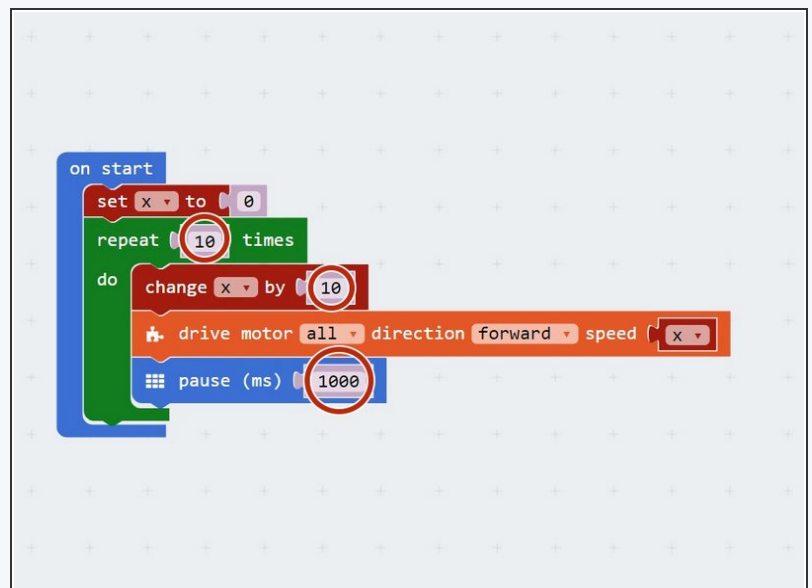 on start
set x to 0
repeat 10 times
do
change x by 10
drive motor all direction forward speed x
pause (ms) 1000